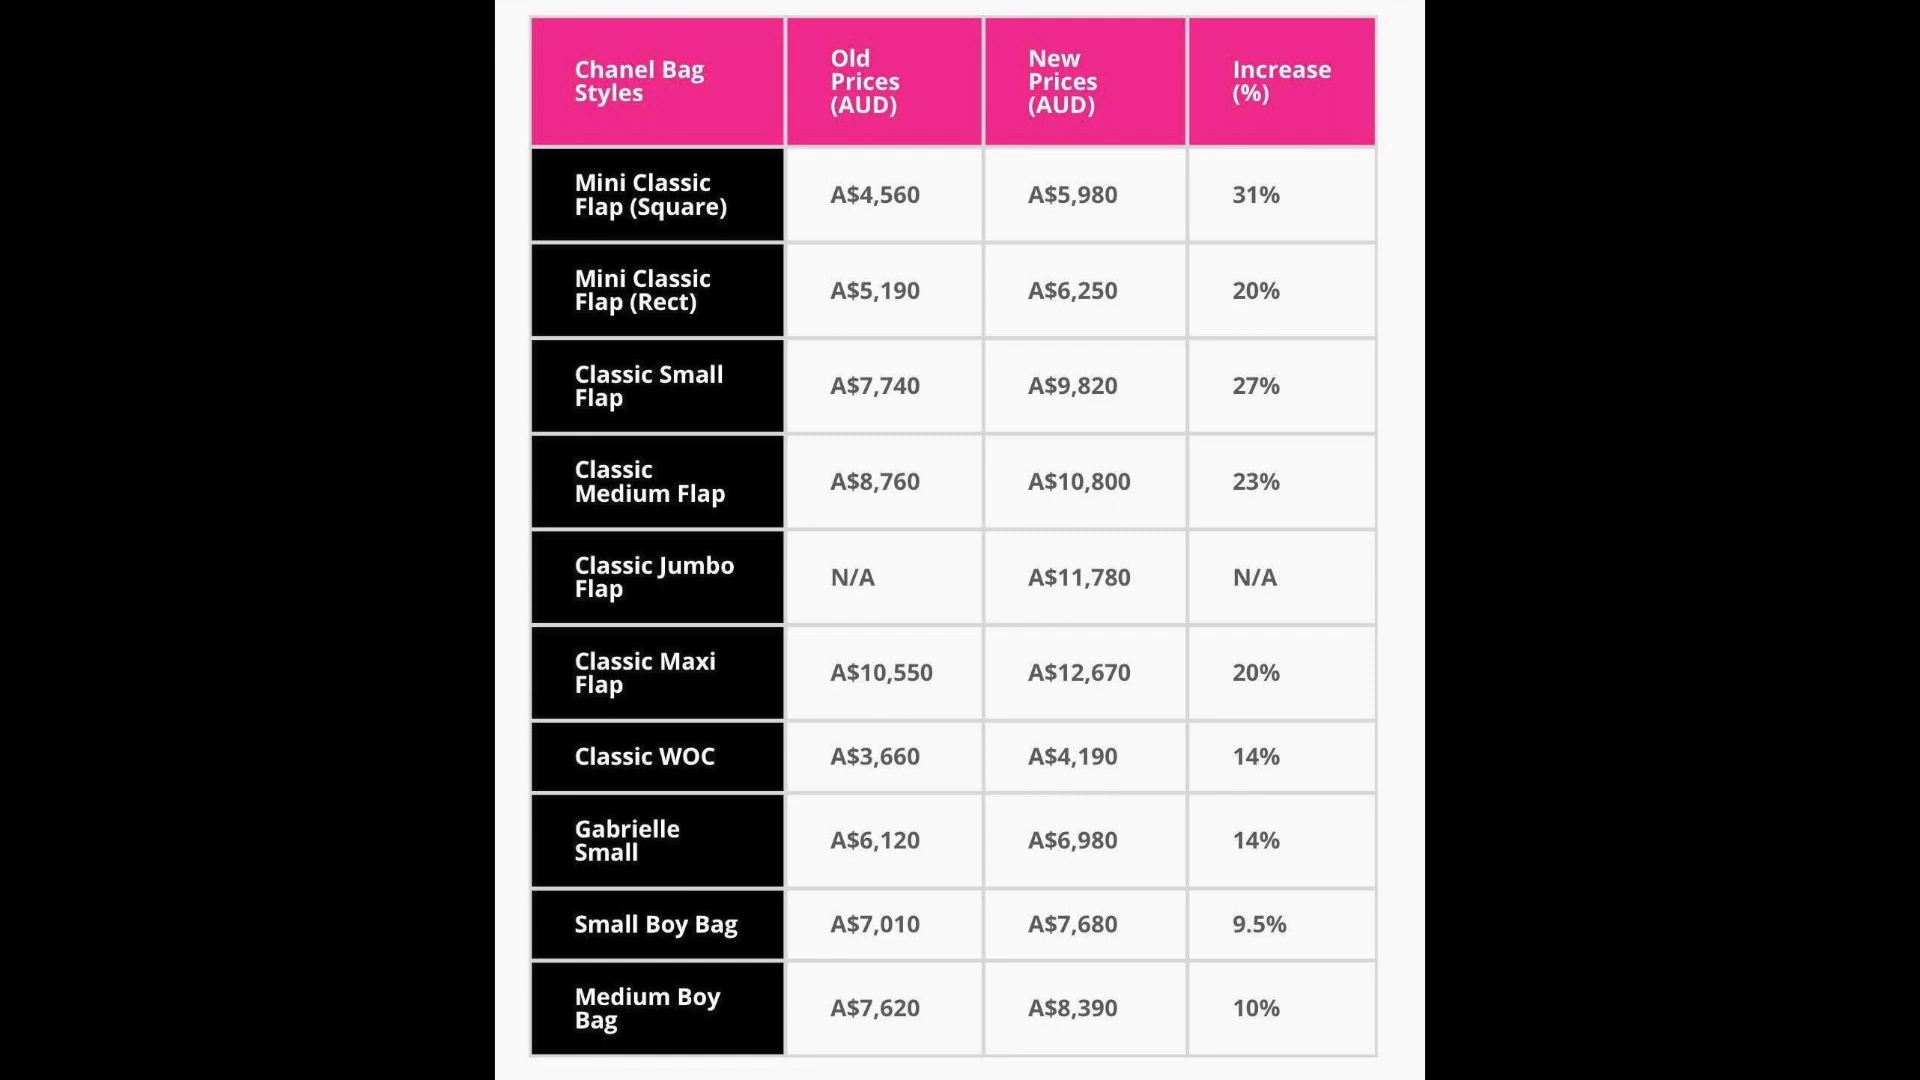 Chanel Bag
Styles
Old
Prices
(AUD)
New
Prices
(AUD)
Increase
(%)
Mini Classic
Flap (Square)
A$4,560
A$5,980
31%
Mini Classic
Flap (Rect)
A$5,190
A$6,250
20%
Classic Small
Flap
A$7,740
A$9,820
27%
Classic
Medium Flap
A$8,760
A$10,800
23%
Classic Jumbo
Flap
N/A
A$11,780
N/A
Classic Maxi
Flap
A$10,550
A$12,670
20%
Classic WOC
A$3,660
A$4,190
14%
Gabrielle
Small
A$6,120
A$6,980
14%
Small Boy Bag
A$7,010
A$7,680
9.5%
Medium Boy
Bag
A$7,620
A$8,390
10%